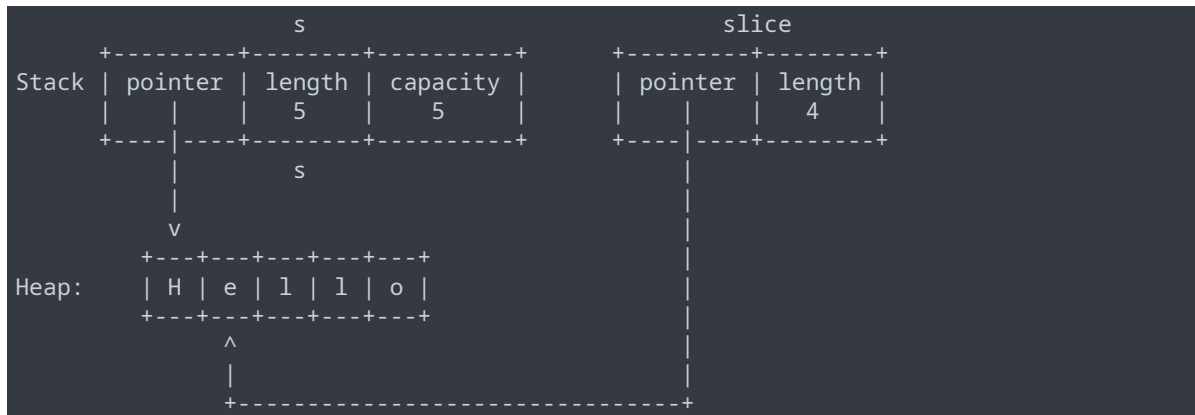 s                                    slice
        +---------+--------+----------+       +---------+--------+
Stack | pointer | length | capacity |       | pointer | length |
        |    |    |   5    |    5     |       |    |    |   4    |
        +----|----+--------+----------+       +----|----+--------+
             |          s                          |
             |                                     |
             v                                     |
           +---+---+---+---+---+                   |
Heap:      | H | e | l | l | o |                   |
           +---+---+---+---+---+                   |
                 ^                                 |
                 |                                 |
                 +---------------------------------+